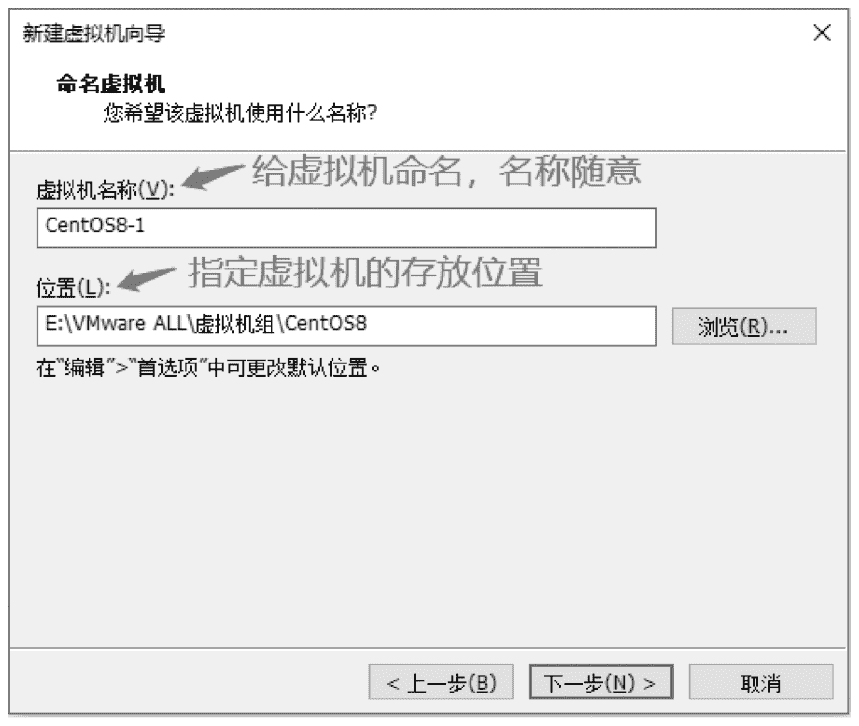 新建虚拟机向导
命名虚拟机
您希望该虚拟机使用什么名称?
给虚拟机命名，名称随意
虚拟机名称(V):
CentOS8-1
指定虚拟机的存放位置
位置(L):
E:\VMware ALL\虚拟机组\CentOS8
浏览(R)...
在“编辑”>“首选项”中可更改默认位置。
< 上一步(B)
下一步(N) >
取消